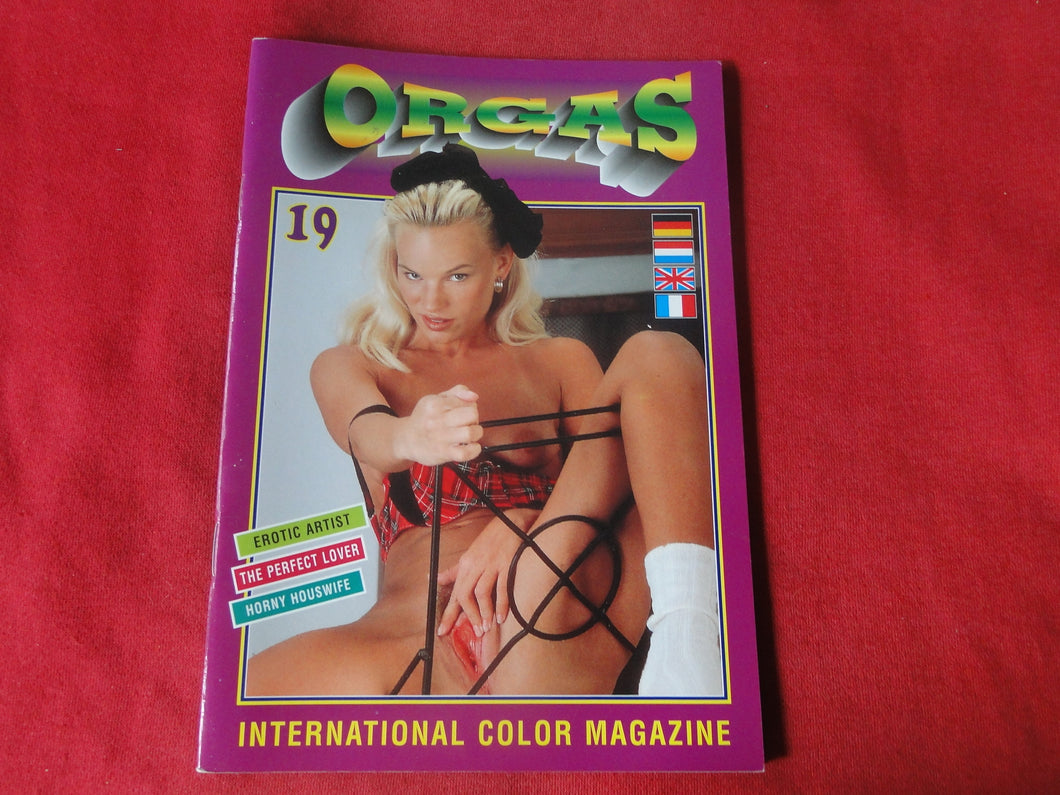 ORGAS
19
EROTIC ARTIST
THE PERFECT LOVER
HORNY HOUSWIFE
INTERNATIONAL COLOR MAGAZINE